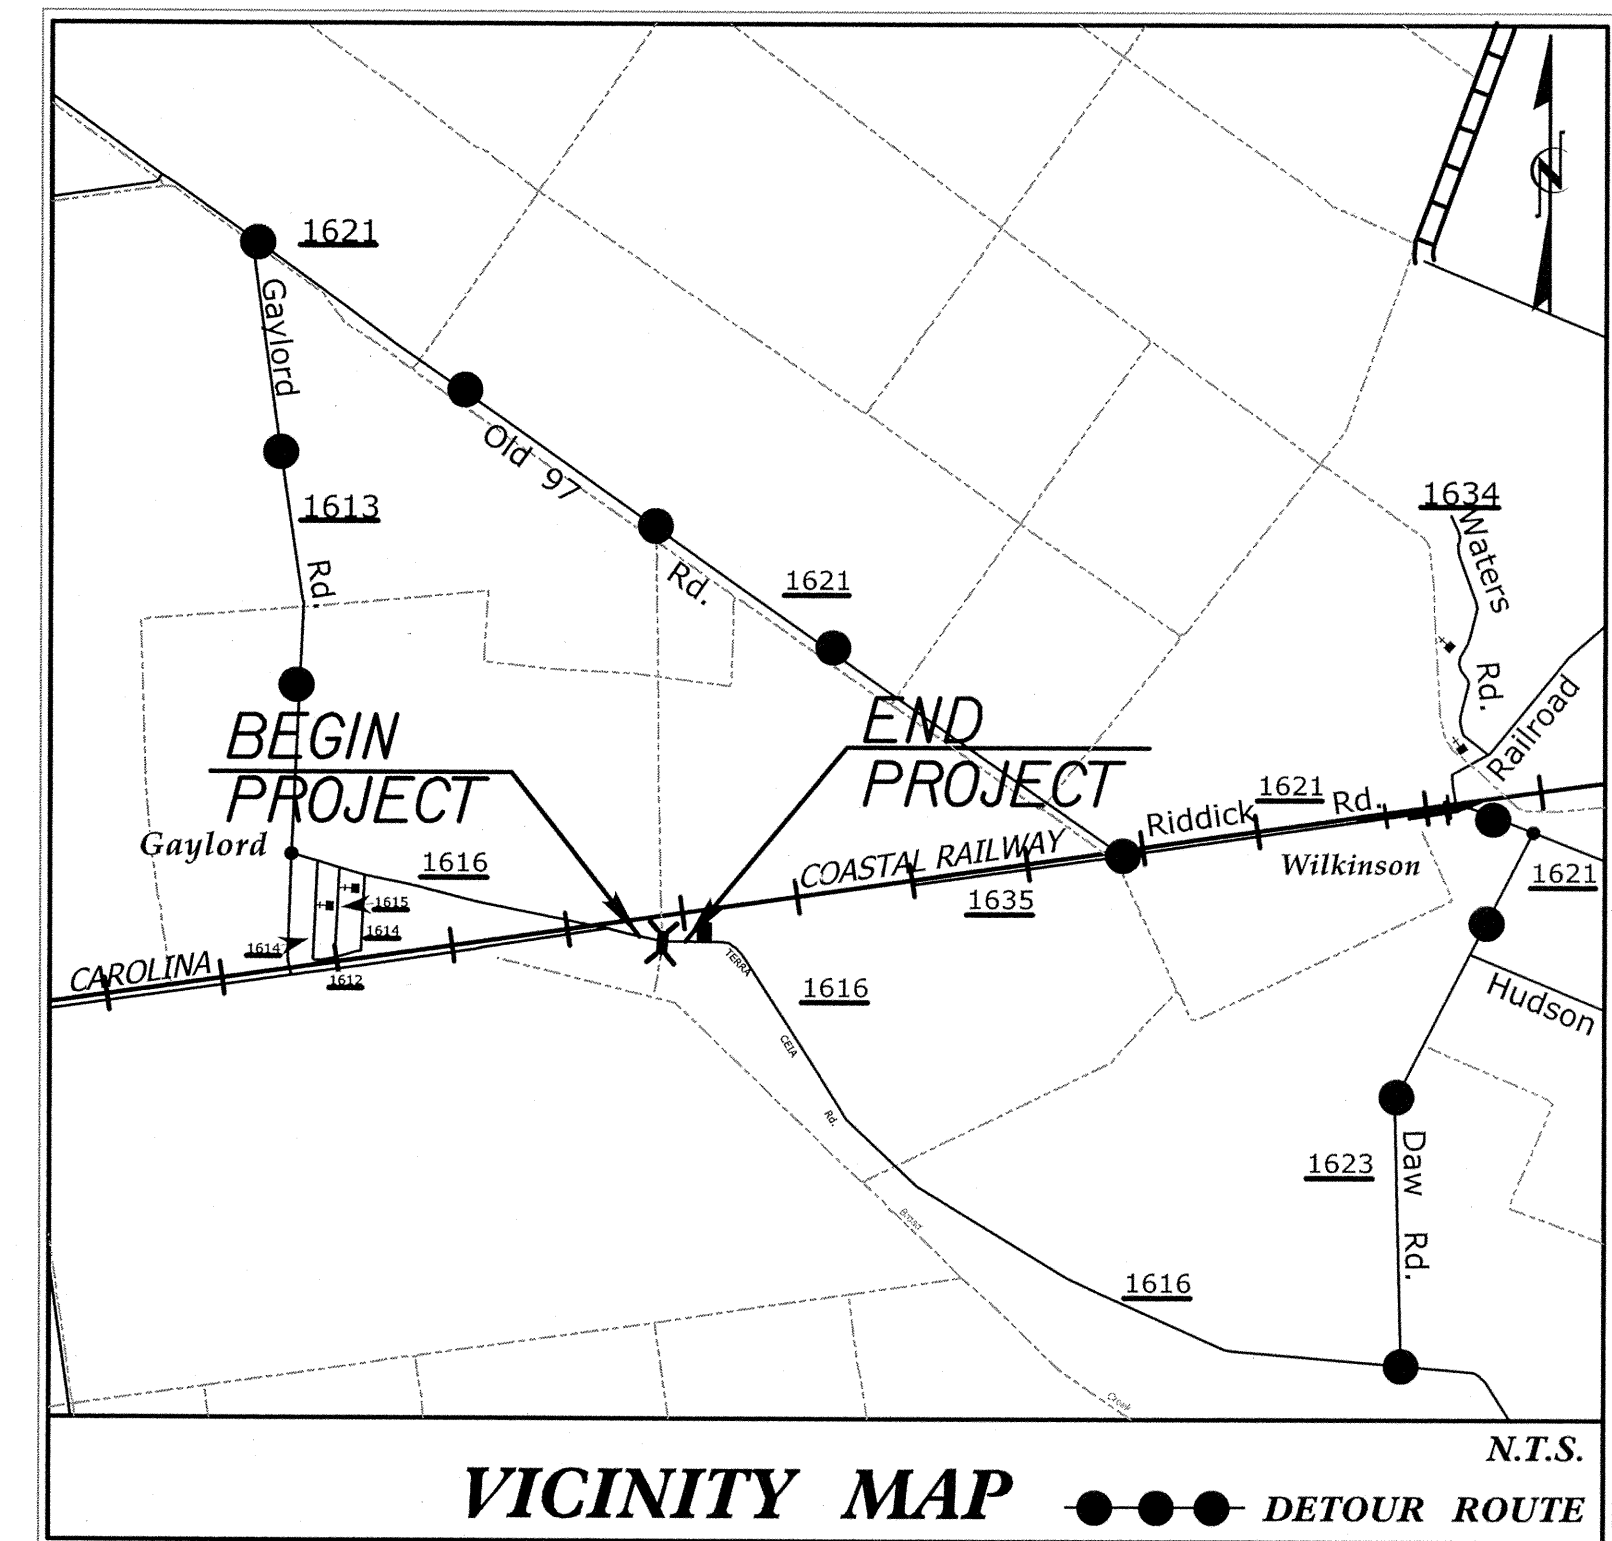 1621
Gaylord
Old 97
1634
1613
Waters
Rd.
Rd.
1621
Rd.
Railroad
BEGIN
PROJECT
END
PROJECT
1621
Riddick
Rd.
Gaylord
1616
COASTAL RAILWAY
Wilkinson
1621
1635
1615
1614
1614
CAROLINA
1612
TERRA
1616
Hudson
CEIA
Rd.
1623
Daw
Rd.
Broad
1616
Creek
N.T.S.
VICINITY MAP
DETOUR ROUTE
N